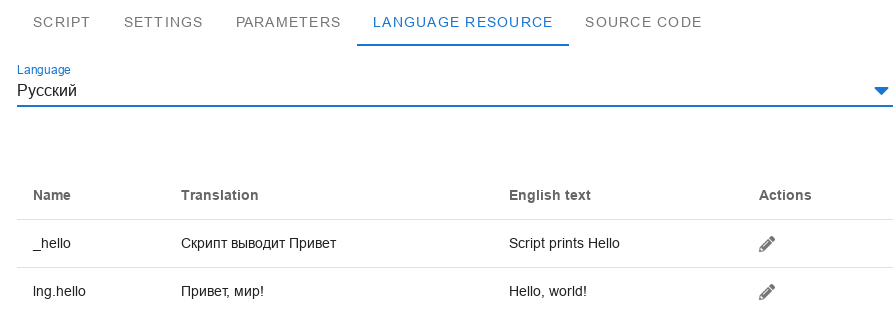 SCRIPT SETTINGS PARAMETERS LANGUAGE RESOURCE SOURCE CODE
Language
Русский
Name Translation English text Actions
_hello Скрипт выводит Привет Script prints Hello
lng.hello Привет, мир! Hello, world!